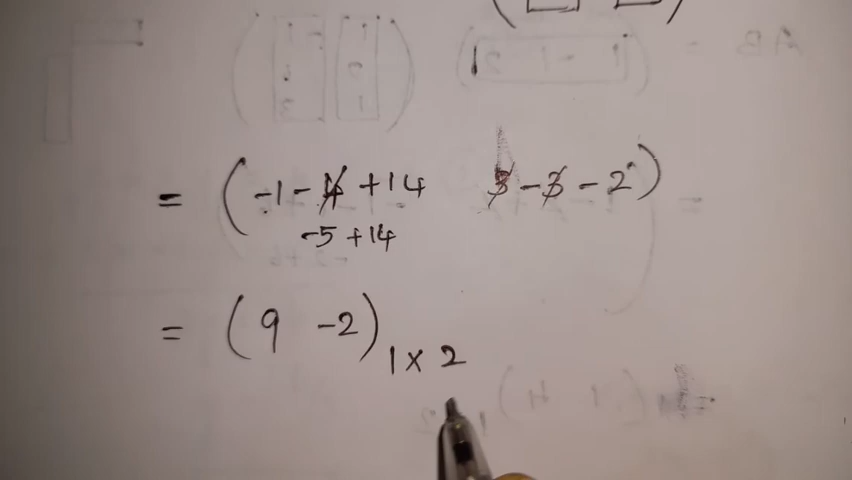 = (-1-4+14 3-3-2)
-5+14
= (9 -2) 1×2